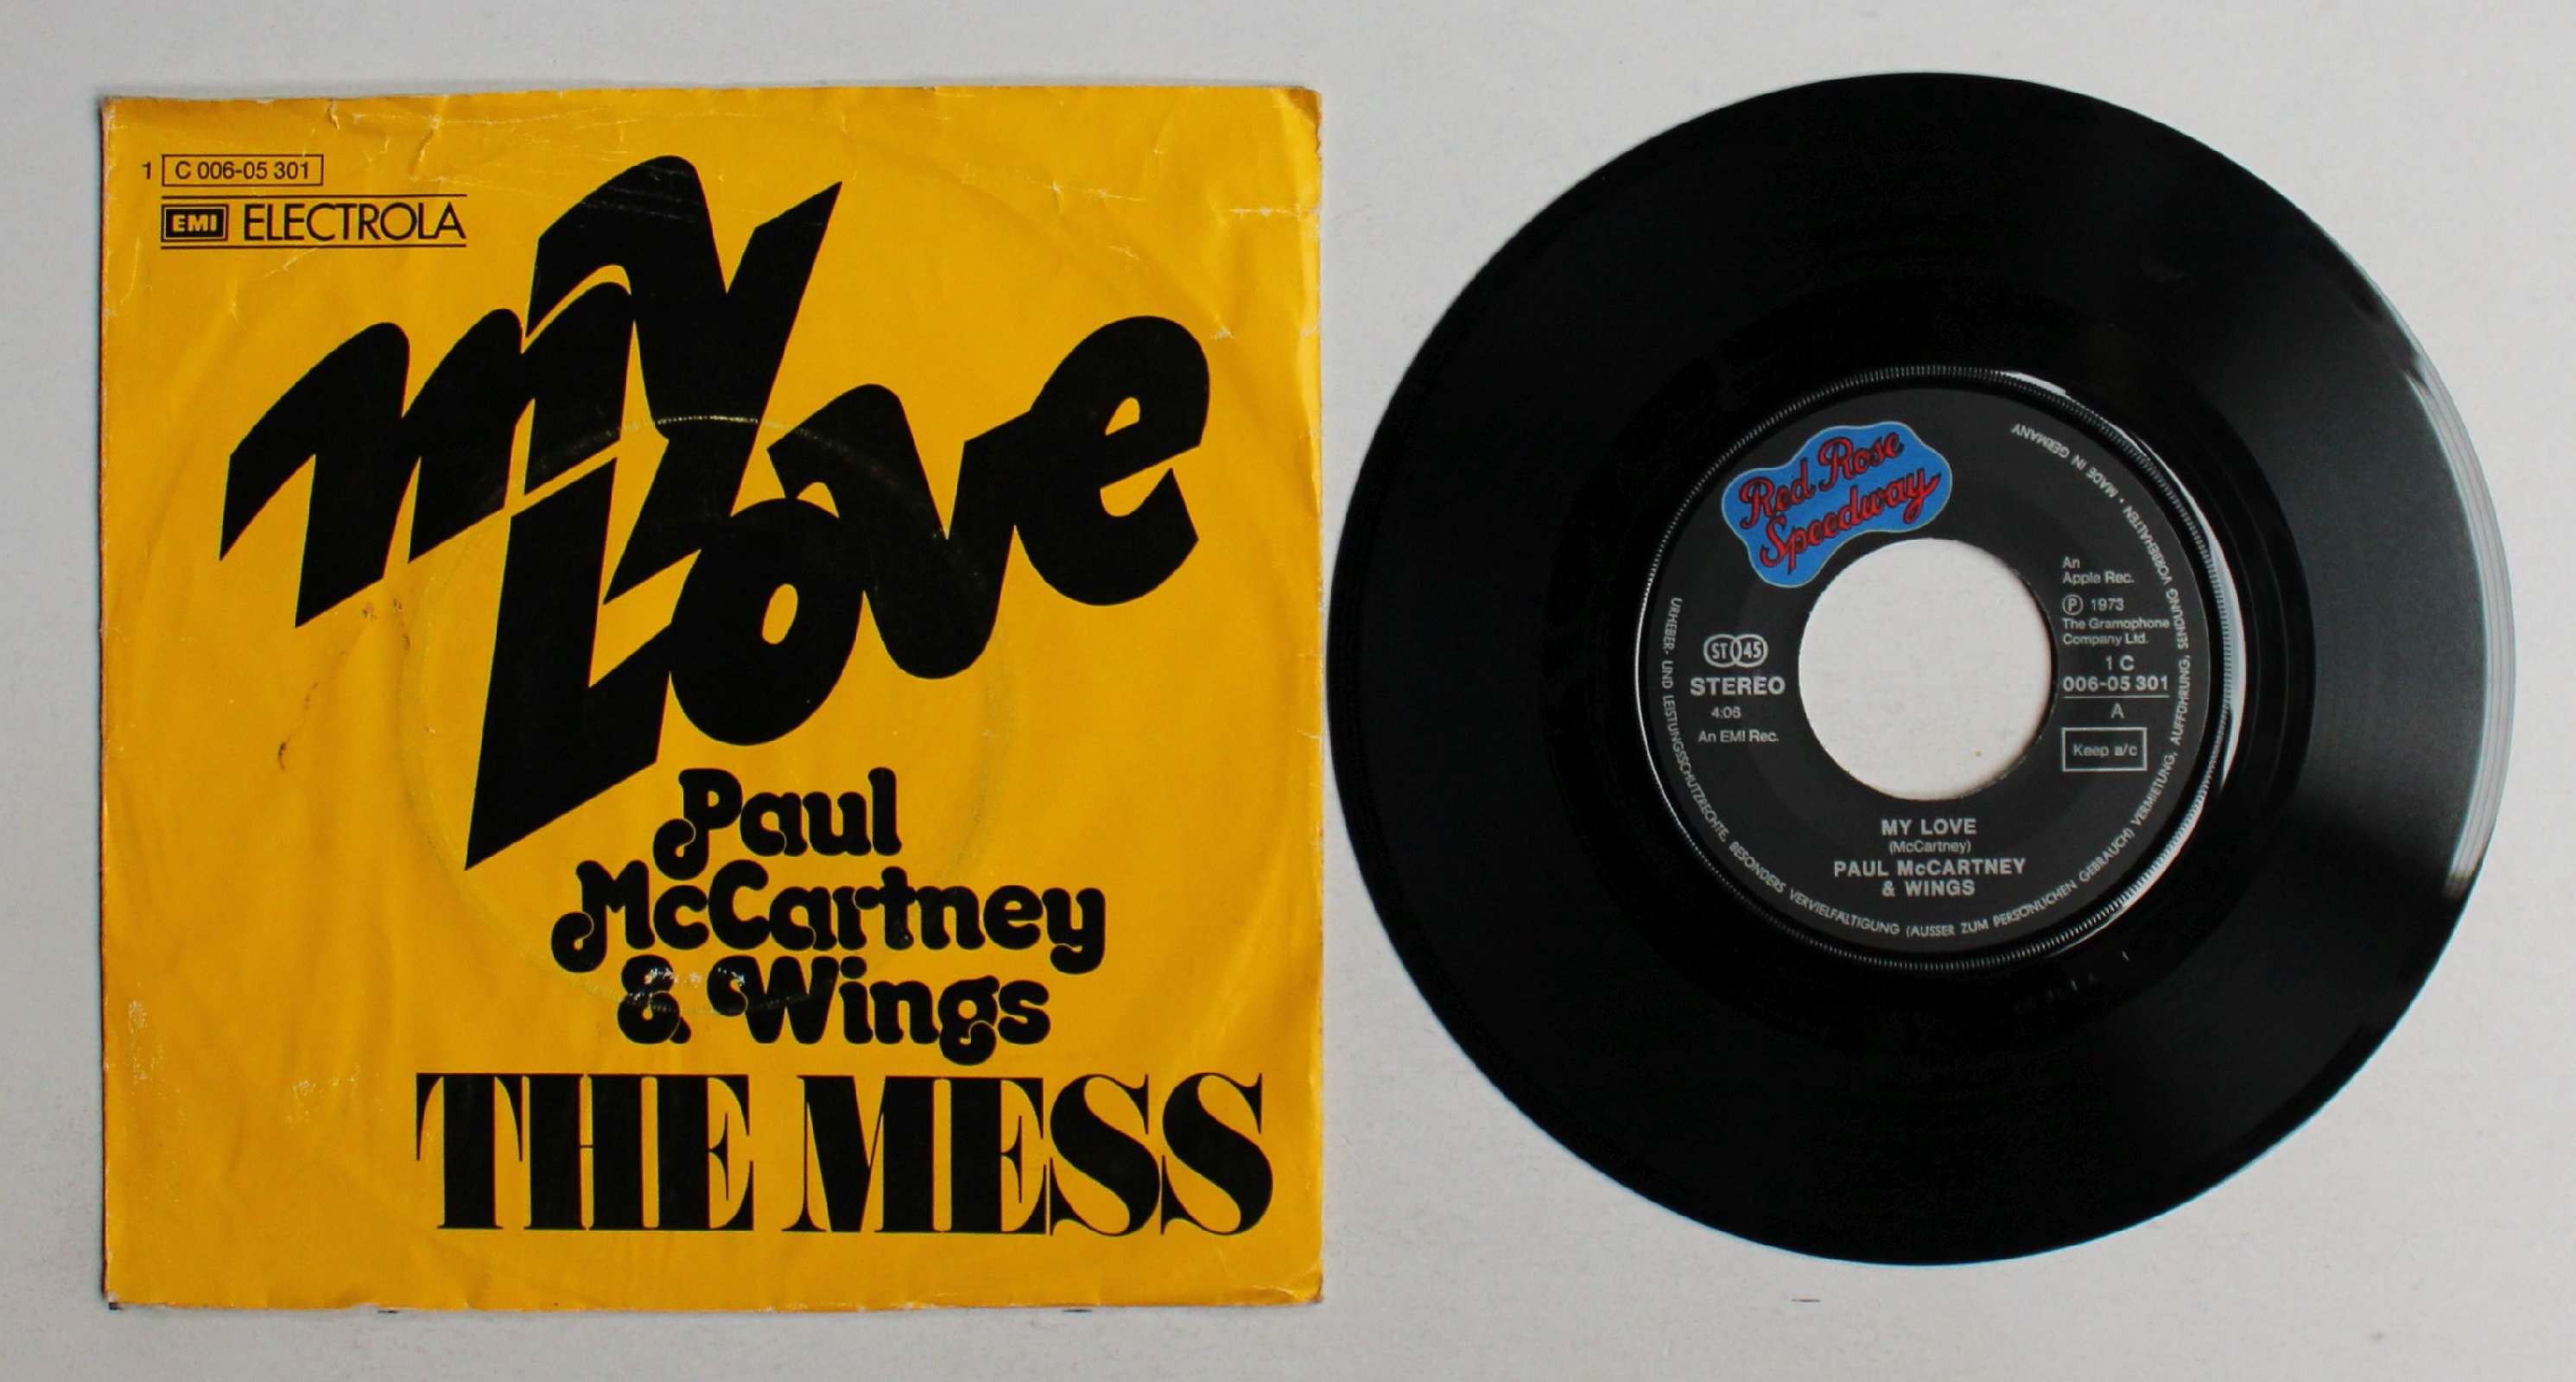 1 C 006-05 301
EMI ELECTROLA
my
Love
Paul
McCartney
& Wings
THE MESS
Red Rose
Speedway
ST 45
STEREO
4:06
An EMI Rec.
An
Apple Rec.
Ⓟ 1973
The Gramophone
Company Ltd.
1 C
006-05 301
A
Keep a/c
MY LOVE
(McCartney)
PAUL McCARTNEY
& WINGS
URHEBER- UND LEISTUNGSSCHUTZRECHTE, BESONDERS VERVIELFÄLTIGUNG (AUSSER ZUM PERSÖNLICHEN GEBRAUCH) VERMIETUNG, AUFFÜHRUNG, SENDUNG VORBEHALTEN • MADE IN GERMANY